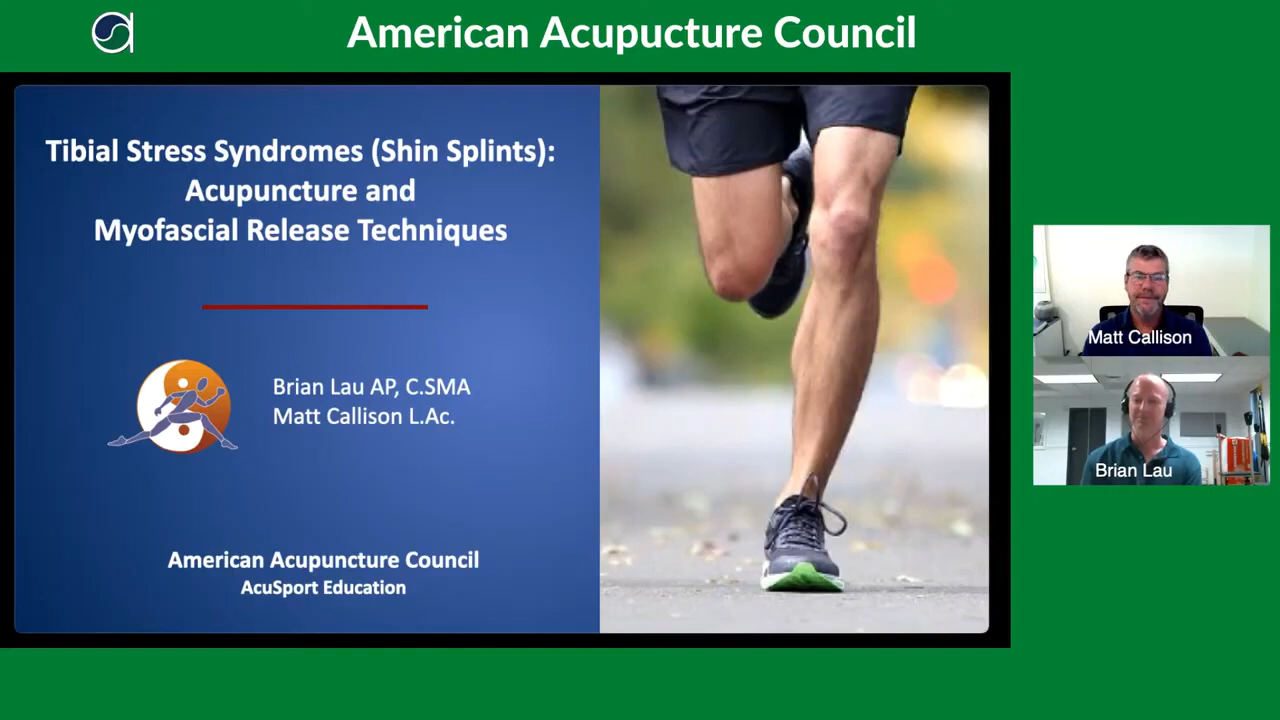 American Acupucture Council
Tibial Stress Syndromes (Shin Splints):
Acupuncture and
Myofascial Release Techniques
Brian Lau AP, C.SMA
Matt Callison L.Ac.
American Acupuncture Council
AcuSport Education
Matt Callison
Brian Lau